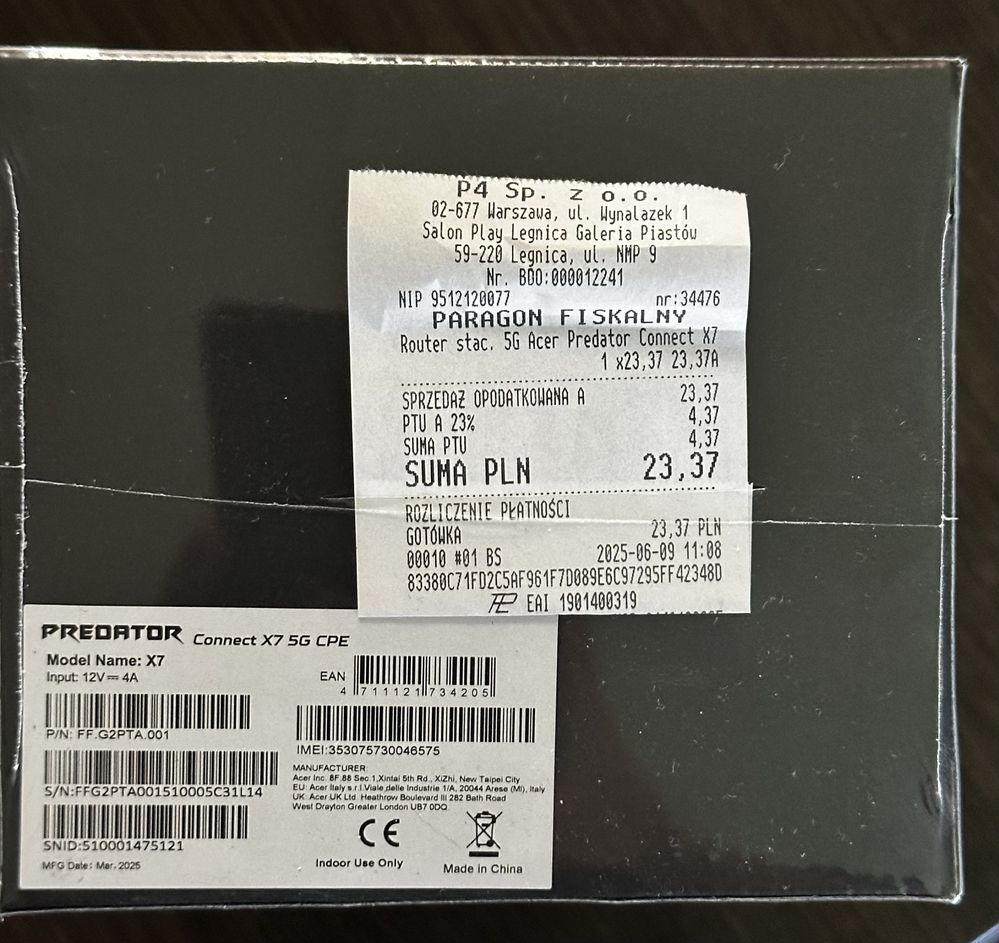 P4 Sp. z o.o.
02-677 Warszawa, ul. Wynalazek 1
Salon Play Legnica Galeria Piastów
59-220 Legnica, ul. NMP 9
Nr. BDO:000012241
NIP 9512120077 nr:34476
PARAGON FISKALNY
Router stac. 5G Acer Predator Connect X7
1 x23,37 23,37A
SPRZEDAŻ OPODATKOWANA A 23,37
PTU A 23% 4,37
SUMA PTU 4,37
SUMA PLN 23,37
ROZLICZENIE PŁATNOŚCI
GOTÓWKA 23,37 PLN
00010 #01 BS 2025-06-09 11:08
83380C71FD2C5AF961F7D089E6C97295FF42348D
EAI 1901400319
PREDATOR Connect X7 5G CPE
Model Name: X7
Input: 12V⎓4A
EAN
4 711121 734205
P/N: FF.G2PTA.001
IMEI:353075730046575
S/N:FFG2PTA001510005C31L14
SNID:510001475121
MFG Date: Mar. 2025
MANUFACTURER:
Acer Inc. 8F.88 Sec.1,Xintai 5th Rd., XiZhi, New Taipei City
EU: Acer Italy s.r.l.Viale delle Industrie 1/A, 20044 Arese (MI), Italy
UK: Acer UK Ltd. Heathrow Boulevard III 282 Bath Road
West Drayton Greater London UB7 0DQ
CE
Indoor Use Only
Made in China